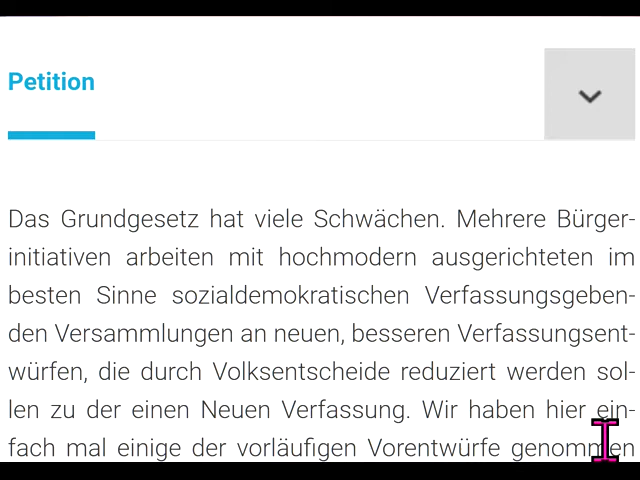 Petition
Das Grundgesetz hat viele Schwächen. Mehrere Bürger-
initiativen arbeiten mit hochmodern ausgerichteten im
besten Sinne sozialdemokratischen Verfassungsgeben-
den Versammlungen an neuen, besseren Verfassungsent-
würfen, die durch Volksentscheide reduziert werden sol-
len zu der einen Neuen Verfassung. Wir haben hier ein-
fach mal einige der vorläufigen Vorentwürfe genommen